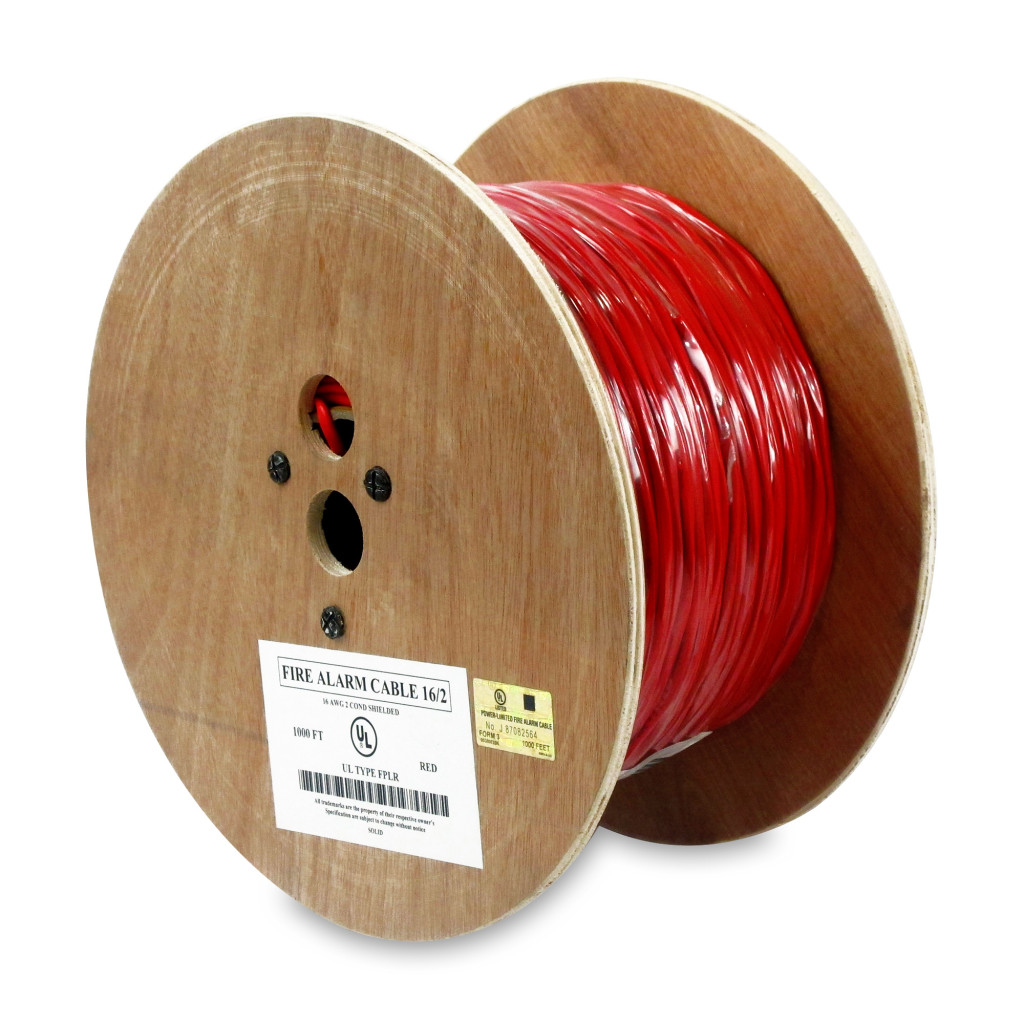 FIRE ALARM CABLE 16/2
16 AWG 2 COND SHIELDED
1000 FT
UL
UL TYPE FPLR
RED
All trademarks are the property of their respective owner's
Specification are subject to change without notice
SOLID
UL
LISTED
POWER-LIMITED FIRE ALARM CABLE
No. J 87082564
FORM 3
1000 FEET